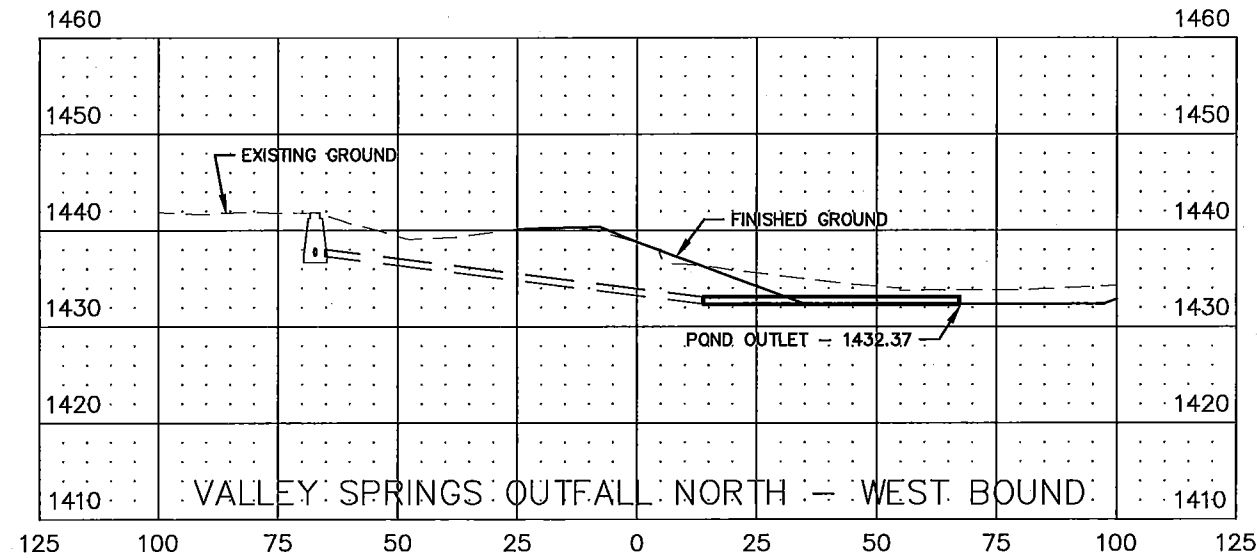 1460 1460
1450 1450
EXISTING GROUND
1440 1440
FINISHED GROUND
1430 1430
POND OUTLET - 1432.37
1420 1420
VALLEY SPRINGS OUTFALL NORTH - WEST BOUND
1410 1410
125 100 75 50 25 0 25 50 75 100 125